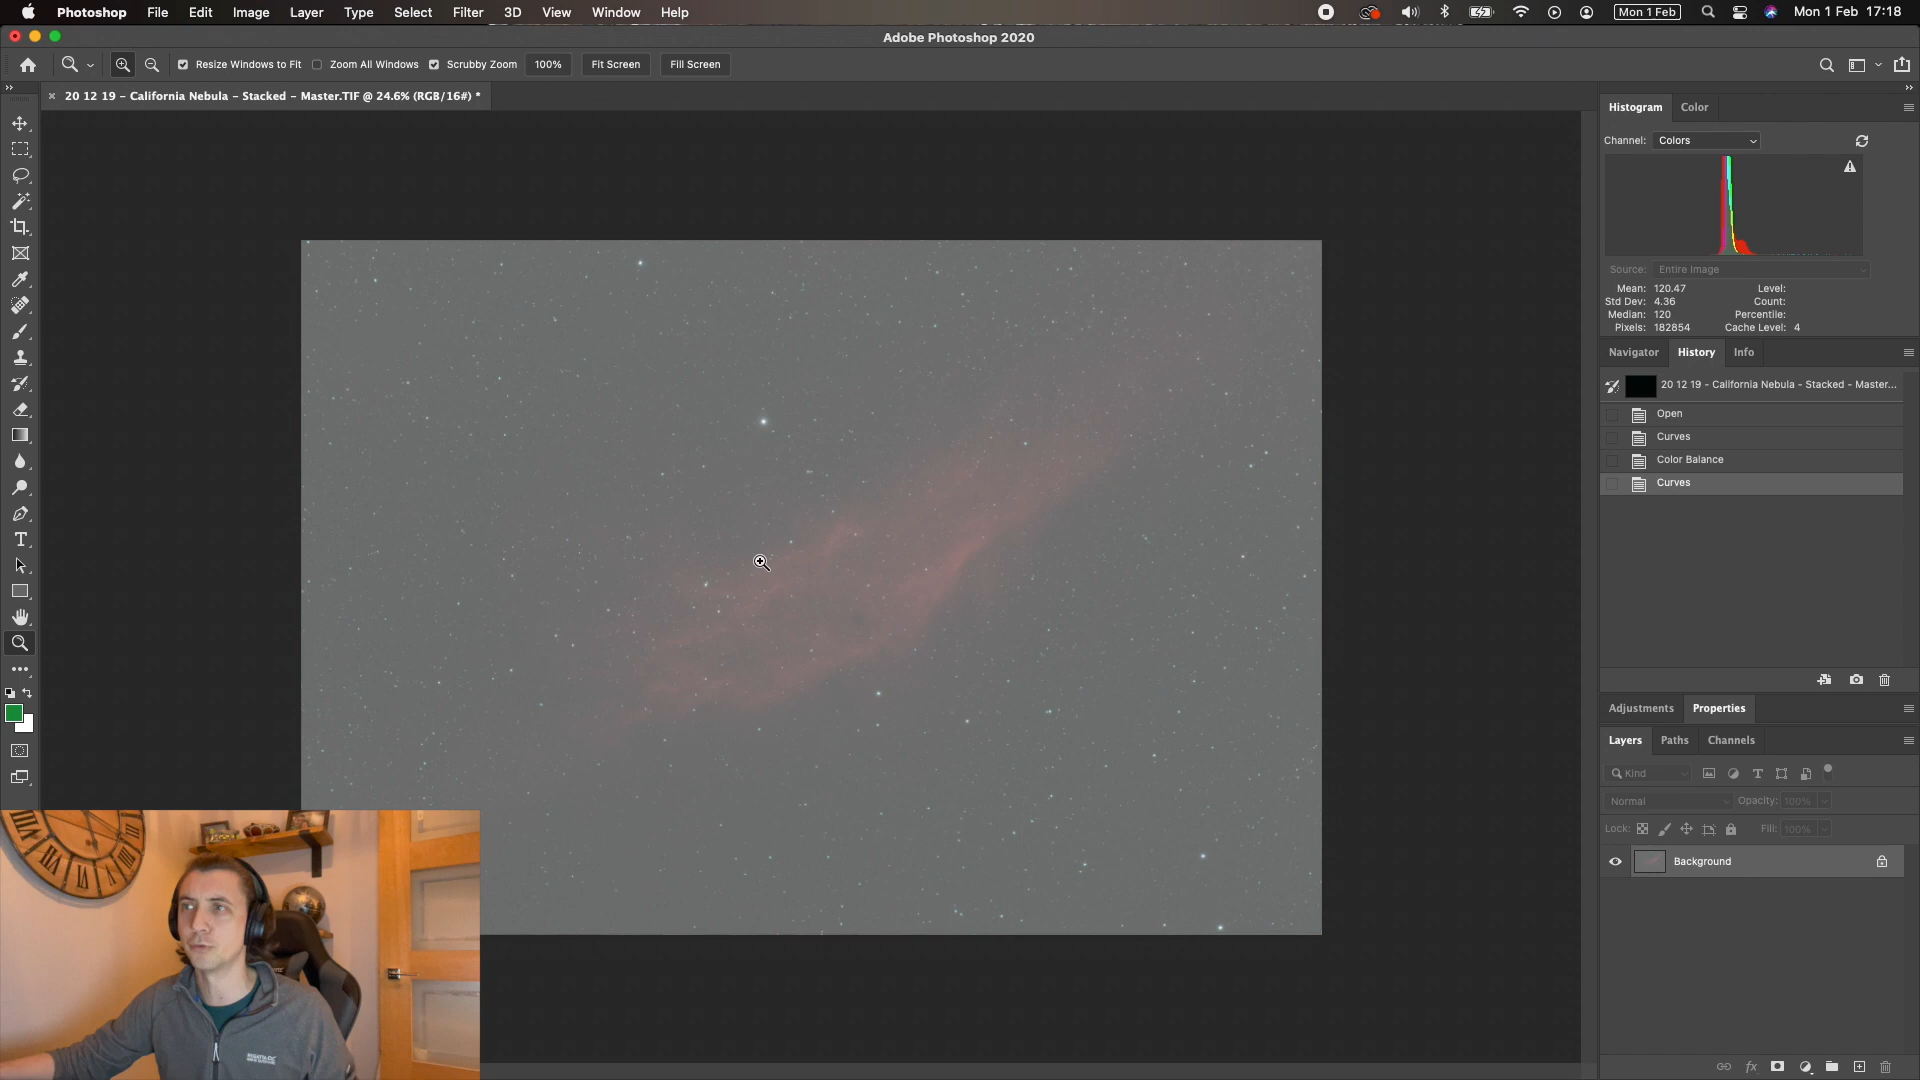 Photoshop File Edit Image Layer Type Select Filter 3D View Window Help Mon 1 Feb Mon 1 Feb 17:18
Adobe Photoshop 2020
Resize Windows to Fit Zoom All Windows Scrubby Zoom 100% Fit Screen Fill Screen
20 12 19 - California Nebula - Stacked - Master.TIF @ 24.6% (RGB/16#) *
Histogram Color
Channel: Colors
Source: Entire Image
Mean: 120.47 Level:
Std Dev: 4.36 Count:
Median: 120 Percentile:
Pixels: 182854 Cache Level: 4
Navigator History Info
20 12 19 - California Nebula - Stacked - Master...
Open
Curves
Color Balance
Curves
Adjustments Properties
Layers Paths Channels
Kind
Normal Opacity: 100%
Lock: Fill: 100%
Background